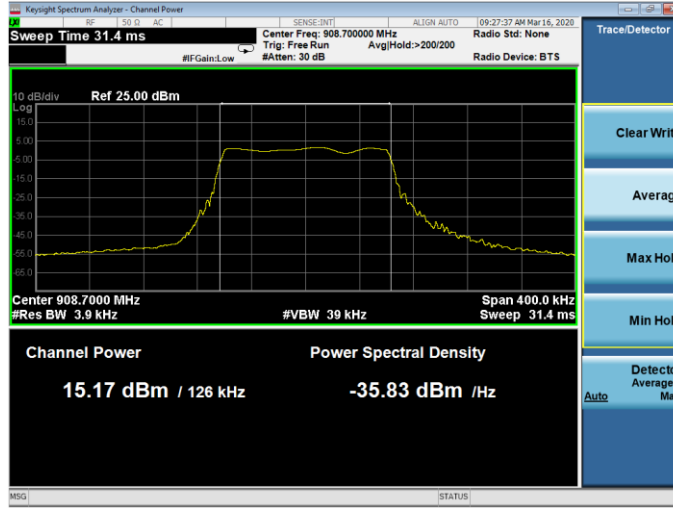 Keysight Spectrum Analyzer - Channel Power
RF 50 Ω AC SENSE:INT ALIGN AUTO 09:27:37 AM Mar 16, 2020
Sweep Time 31.4 ms
Center Freq: 908.700000 MHz
Radio Std: None
Trig: Free Run Avg|Hold:>200/200
#IFGain:Low #Atten: 30 dB Radio Device: BTS
Trace/Detector
10 dB/div Ref 25.00 dBm
Log
15.0
5.00
-5.00
-15.0
-25.0
-35.0
-45.0
-55.0
-65.0
Center 908.7000 MHz Span 400.0 kHz
#Res BW 3.9 kHz #VBW 39 kHz Sweep 31.4 ms
Channel Power Power Spectral Density
15.17 dBm / 126 kHz -35.83 dBm /Hz
Clear Writ
Averag
Max Hol
Min Hol
Detecto
Average
Auto Ma
MSG STATUS